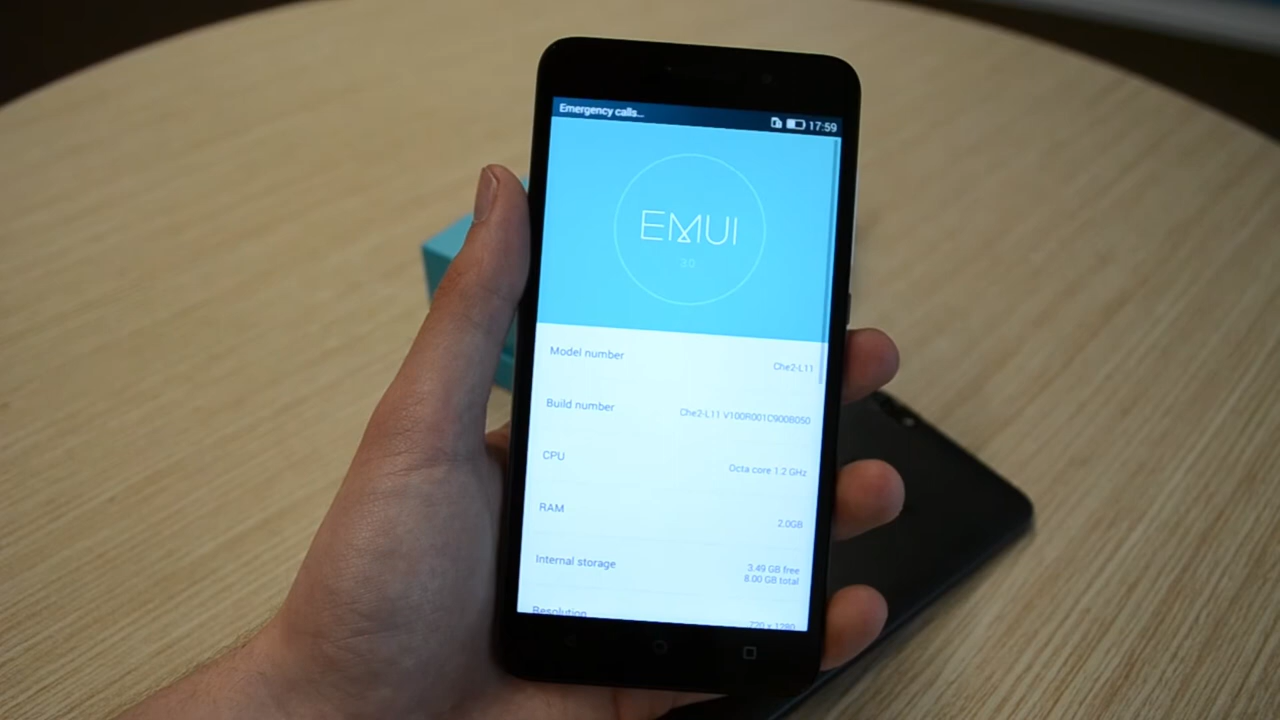 Emergency calls...
17:59
EMUI
3.0
Model number
Che2-L11
Build number
Che2-L11 V100R001C900B050
CPU
Octa core 1.2 GHz
RAM
2.0GB
Internal storage
3.49 GB free
8.00 GB total
Resolution
720 x 1280